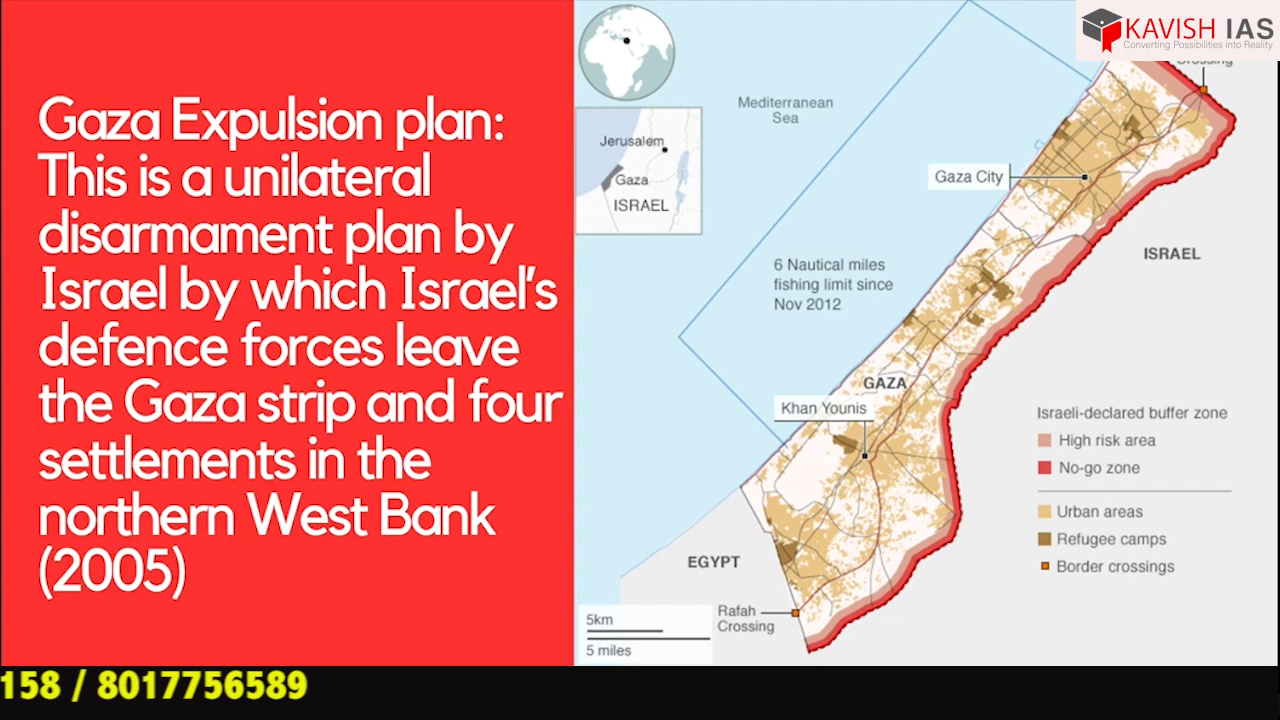 Gaza Expulsion plan:
This is a unilateral
disarmament plan by
Israel by which Israel's
defence forces leave
the Gaza strip and four
settlements in the
northern West Bank
(2005)
KAVISH IAS
Converting Possibilities into Reality
Crossing
Mediterranean
Sea
Jerusalem
Gaza
ISRAEL
Gaza City
ISRAEL
6 Nautical miles
fishing limit since
Nov 2012
GAZA
Khan Younis
Israeli-declared buffer zone
High risk area
No-go zone
Urban areas
Refugee camps
Border crossings
EGYPT
Rafah
Crossing
5km
5 miles
158 / 8017756589